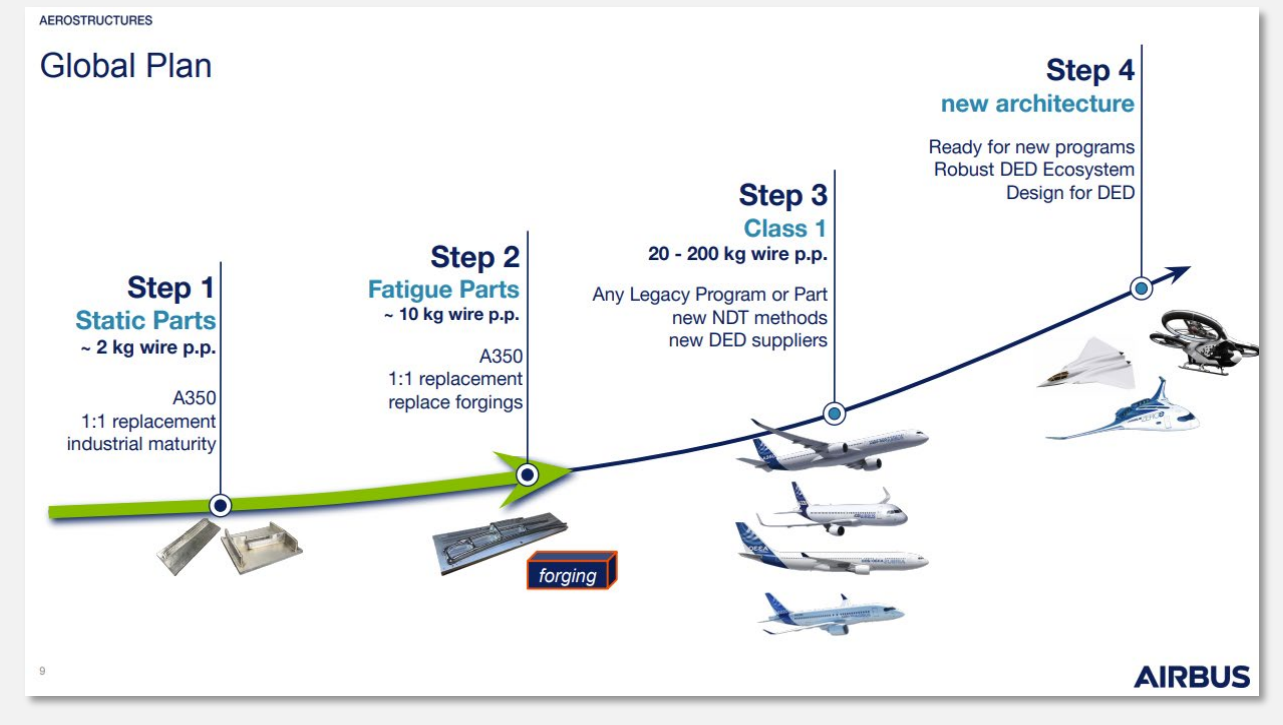 AEROSTRUCTURES
Global Plan
Step 1
Static Parts
~ 2 kg wire p.p.
A350
1:1 replacement
industrial maturity
Step 2
Fatigue Parts
~ 10 kg wire p.p.
A350
1:1 replacement
replace forgings
forging
Step 3
Class 1
20 - 200 kg wire p.p.
Any Legacy Program or Part
new NDT methods
new DED suppliers
Step 4
new architecture
Ready for new programs
Robust DED Ecosystem
Design for DED
9
AIRBUS